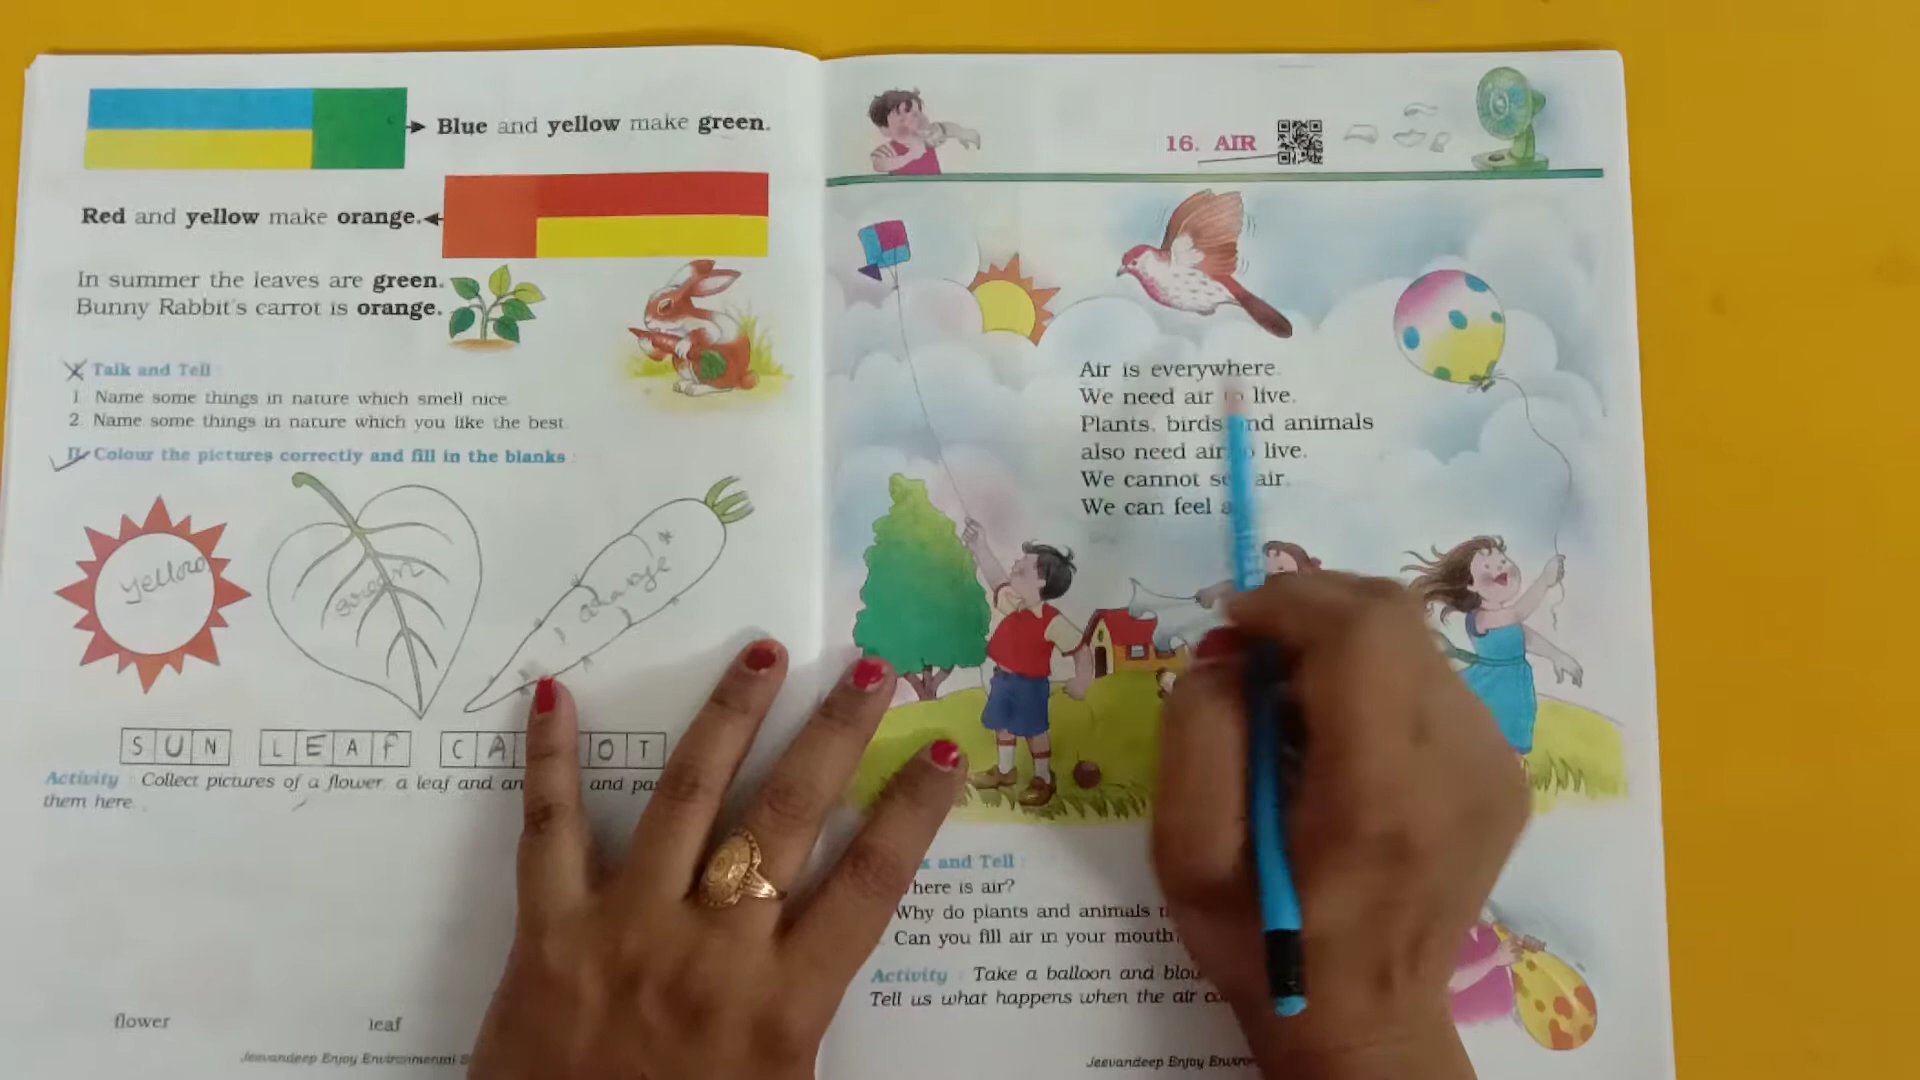 Blue and yellow make green.
Red and yellow make orange.
In summer the leaves are green.
Bunny Rabbit's carrot is orange.
I Talk and Tell :
1 Name some things in nature which smell nice
2 Name some things in nature which you like the best
II Colour the pictures correctly and fill in the blanks :
yellow
green
orange
SUN LEAF CA OT
Activity : Collect pictures of a flower, a leaf and an and
them here.
flower leaf
Jeevandeep Enjoy Environmental
16. AIR
Air is everywhere.
We need air live.
Plants, birds and animals
also need air live.
We cannot air.
We can feel
and Tell :
here is air?
Why do plants and animals
Can you fill air in your mouth
Activity : Take a balloon and
Tell us what happens when the air
Jeevandeep Enjoy